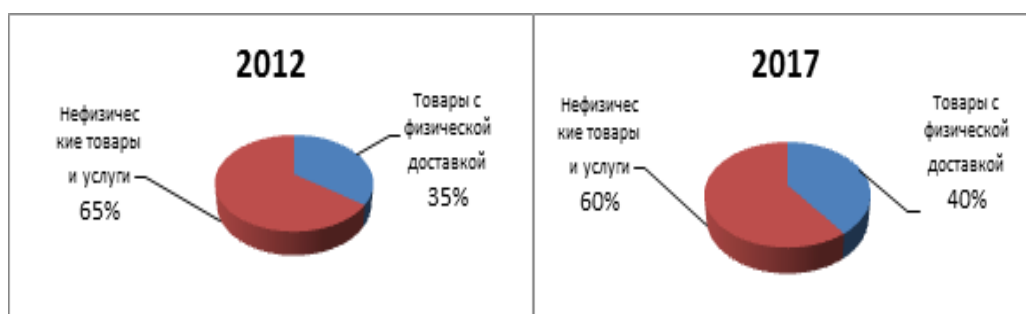 2012
Нефизичес
кие товары
и услуги
65%
Товары с
физической
доставкой
35%
2017
Нефизичес
кие товары
и услуги
60%
Товары с
физической
доставкой
40%